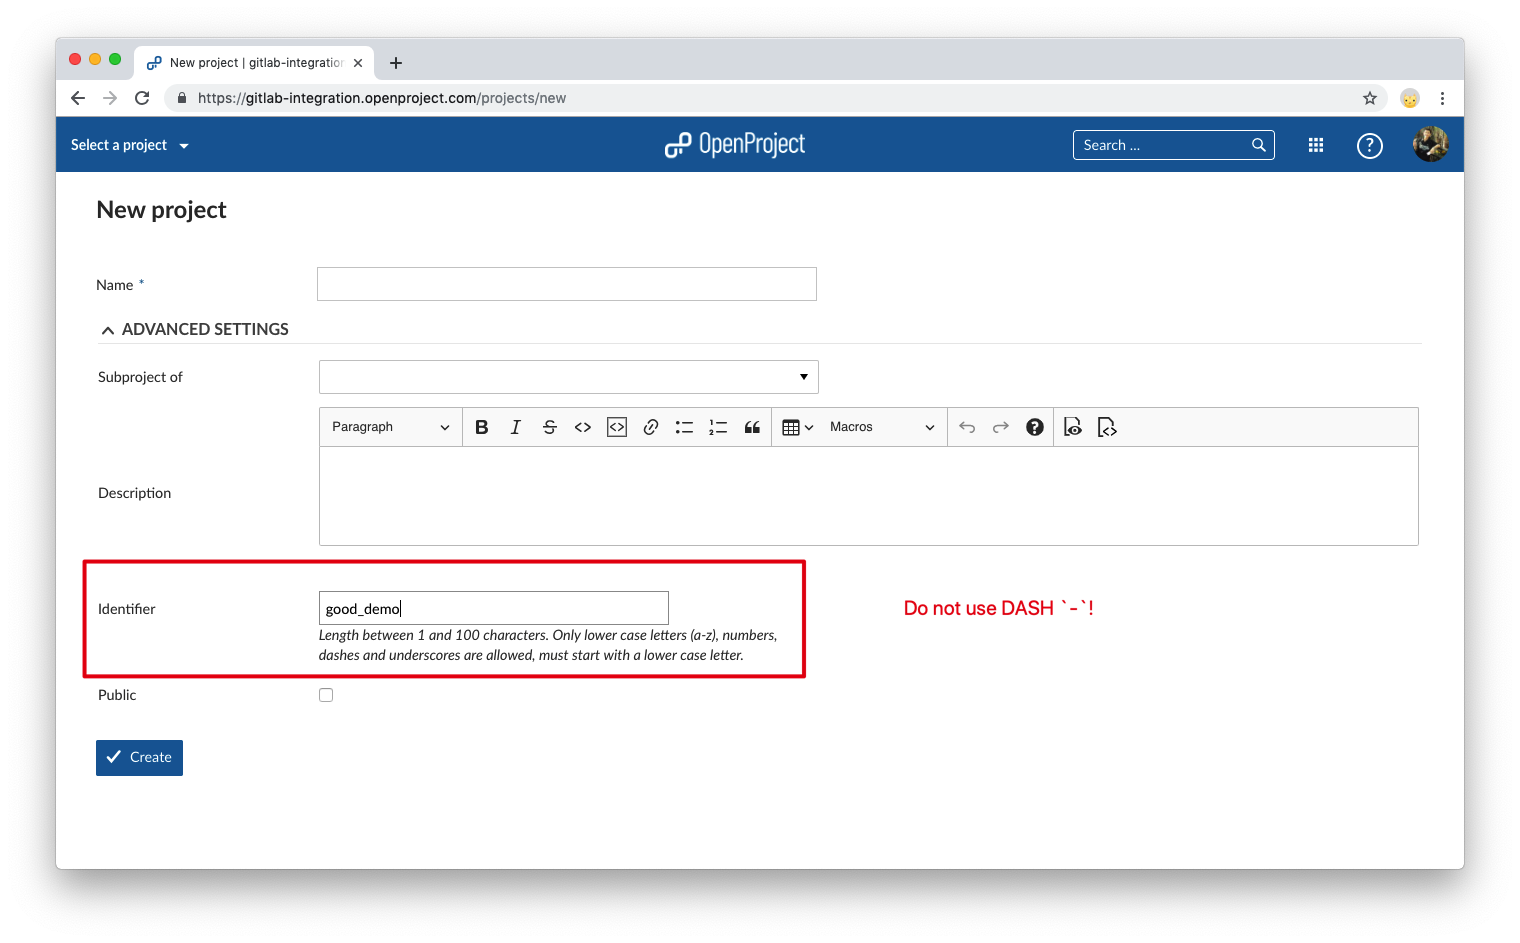 New project | gitlab-integration
https://gitlab-integration.openproject.com/projects/new
Select a project
OpenProject
Search ...
?
New project
Name *
ADVANCED SETTINGS
Subproject of
Paragraph
B I S
Macros
?
Description
Identifier
good_demo
Do not use DASH `-`!
Length between 1 and 100 characters. Only lower case letters (a-z), numbers,
dashes and underscores are allowed, must start with a lower case letter.
Public
Create